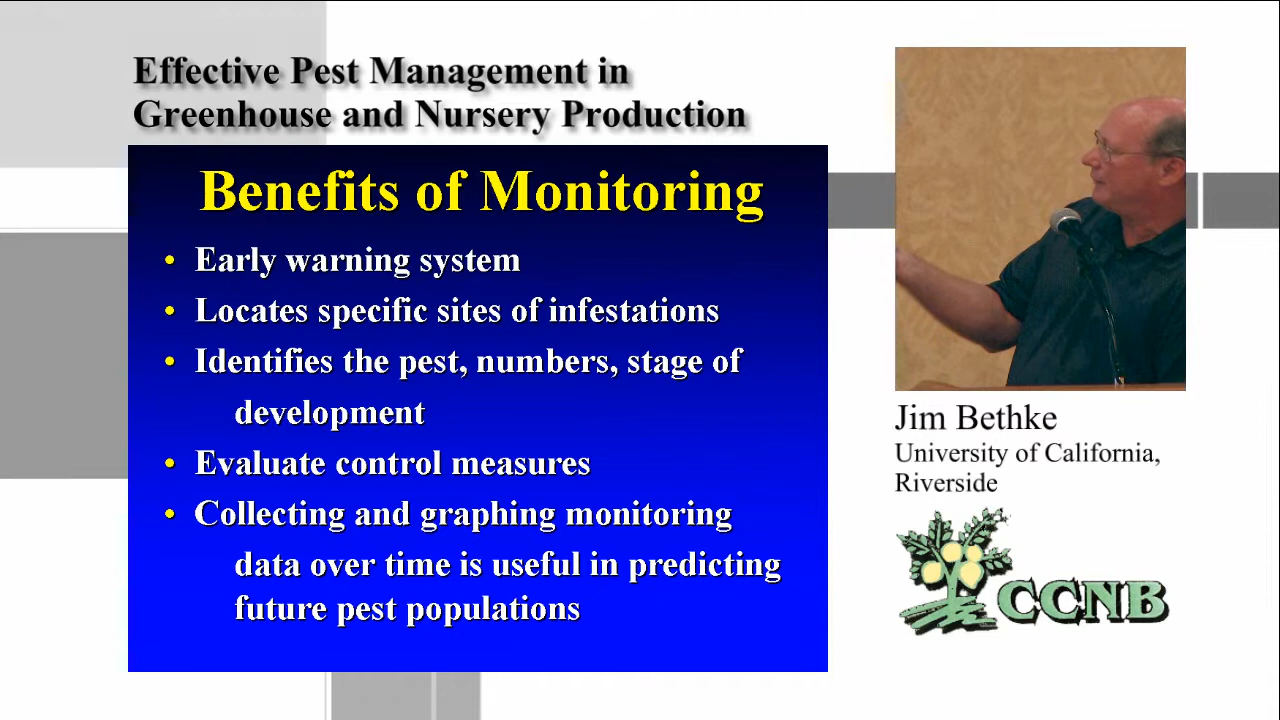 Effective Pest Management in
Greenhouse and Nursery Production
Benefits of Monitoring
• Early warning system
• Locates specific sites of infestations
• Identifies the pest, numbers, stage of
development
• Evaluate control measures
• Collecting and graphing monitoring
data over time is useful in predicting
future pest populations
Jim Bethke
University of California,
Riverside
CCNB